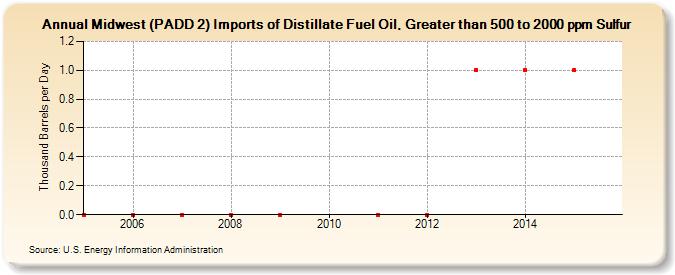 Annual Midwest (PADD 2) Imports of Distillate Fuel Oil, Greater than 500 to 2000 ppm Sulfur
Thousand Barrels per Day
1.2
1.0
0.8
0.6
0.4
0.2
0.0
2006 2008 2010 2012 2014
Source: U.S. Energy Information Administration